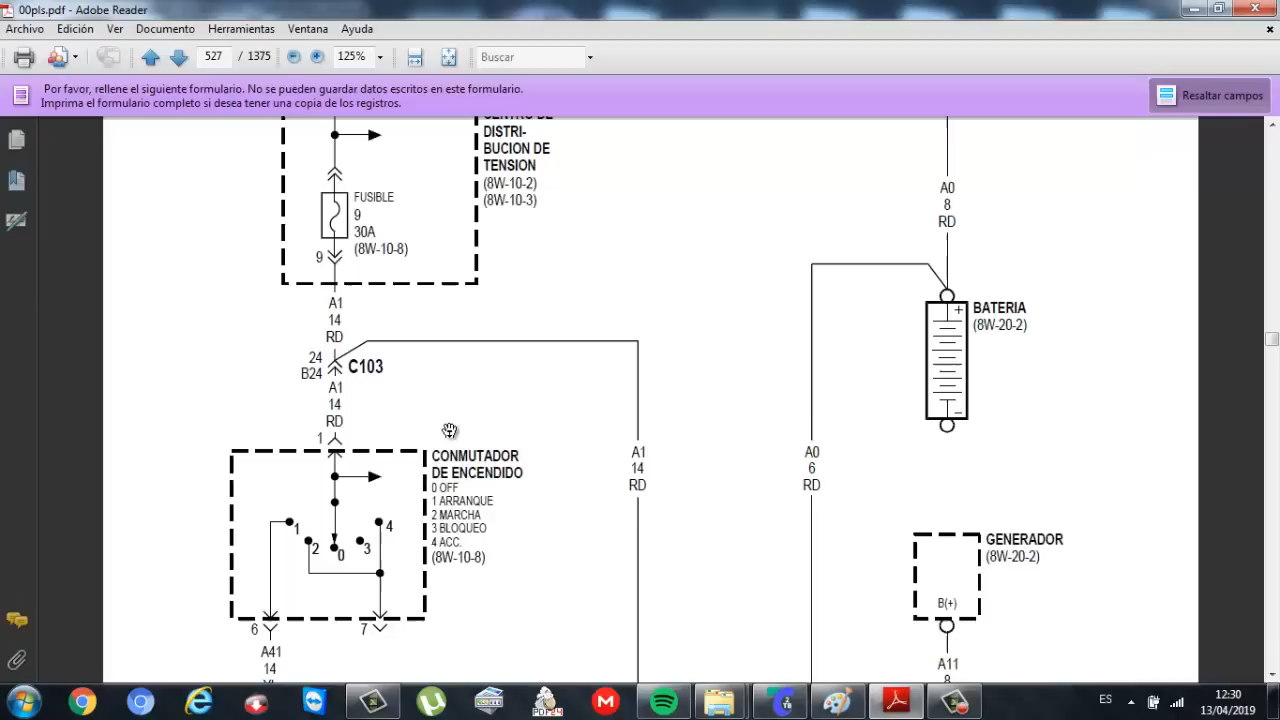 00pls.pdf - Adobe Reader
Archivo Edición Ver Documento Herramientas Ventana Ayuda
527 / 1375 125% Buscar
Por favor, rellene el siguiente formulario. No se pueden guardar datos escritos en este formulario.
Imprima el formulario completo si desea tener una copia de los registros.
Resaltar campos
CENTRO DE
DISTRI-
BUCION DE
TENSION
(8W-10-2)
(8W-10-3)
FUSIBLE
9
30A
(8W-10-8)
9
A1
14
RD
24
B24
C103
A1
14
RD
1
CONMUTADOR
DE ENCENDIDO
0 OFF
1 ARRANQUE
2 MARCHA
3 BLOQUEO
4 ACC.
(8W-10-8)
1
2
0
3
4
6
7
A41
14
A1
14
RD
A0
8
RD
A0
6
RD
+
BATERIA
(8W-20-2)
-
GENERADOR
(8W-20-2)
B(+)
A11
8
ES
12:30
13/04/2019